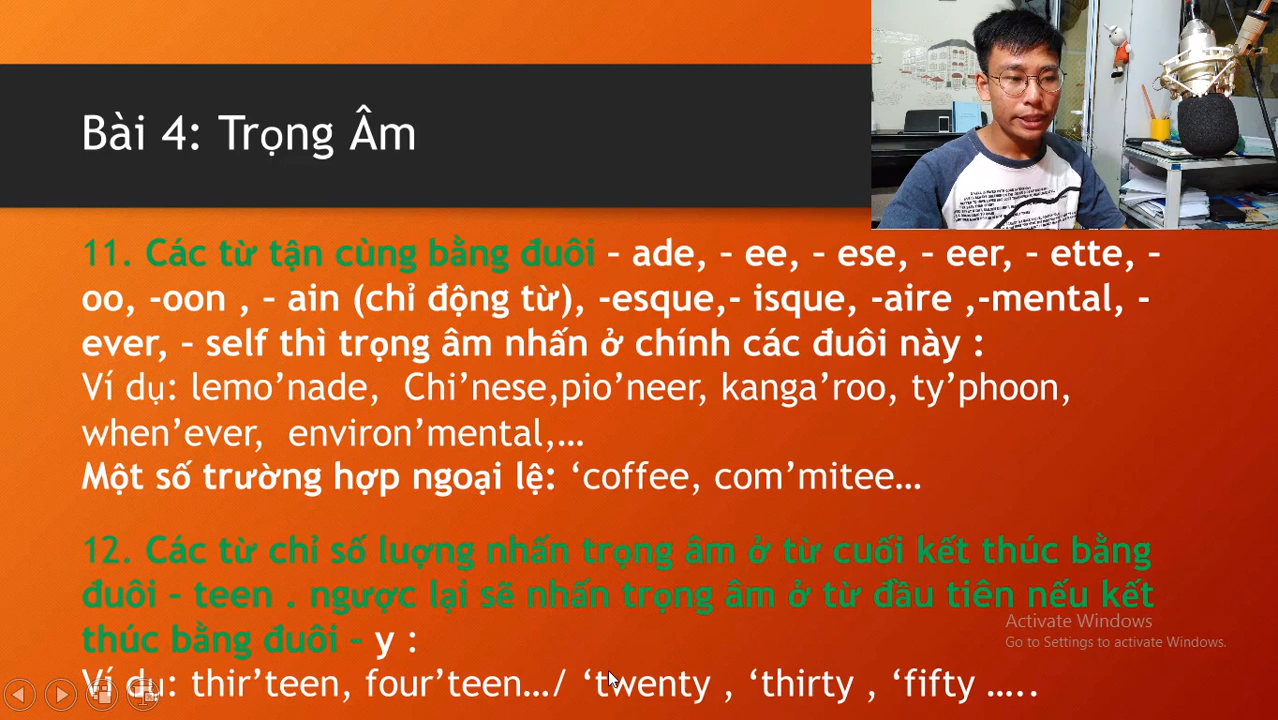 Bài 4: Trọng Âm
11. Các từ tận cùng bằng đuôi – ade, – ee, – ese, – eer, – ette, –
oo, -oon , – ain (chỉ động từ), -esque,- isque, -aire ,-mental, -
ever, – self thì trọng âm nhấn ở chính các đuôi này :
Ví dụ: lemo’nade, Chi’nese,pio’neer, kanga’roo, ty’phoon,
when’ever, environ’mental,…
Một số trường hợp ngoại lệ: ‘coffee, com’mitee…
12. Các từ chỉ số luợng nhấn trọng âm ở từ cuối kết thúc bằng
đuôi – teen . ngược lại sẽ nhấn trọng âm ở từ đầu tiên nếu kết
thúc bằng đuôi – y :
Ví dụ: thir’teen, four’teen…/ ‘twenty , ‘thirty , ‘fifty …..
Activate Windows
Go to Settings to activate Windows.